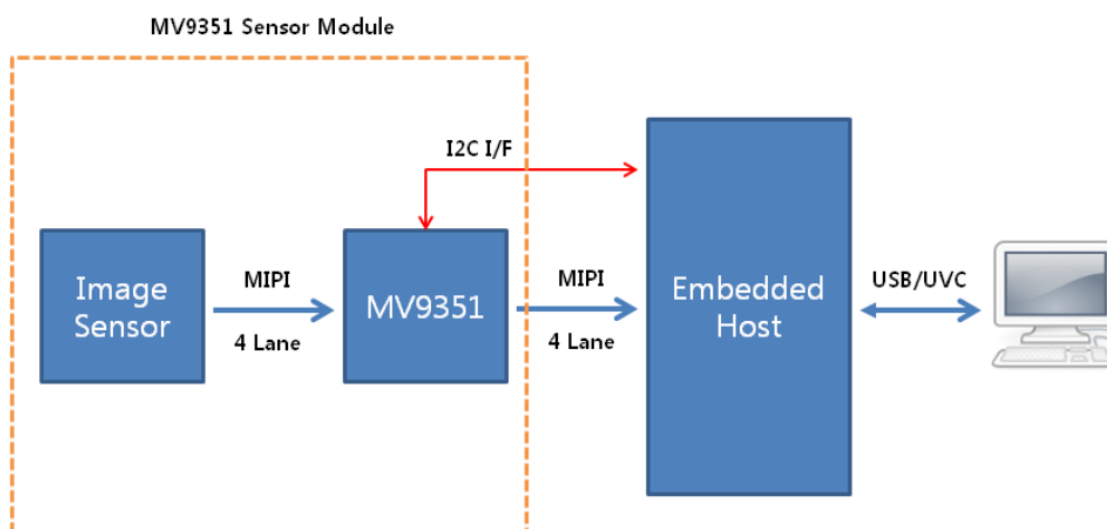 MV9351 Sensor Module
I2C I/F
Image
Sensor
MIPI
4 Lane
MV9351
MIPI
4 Lane
Embedded
Host
USB/UVC